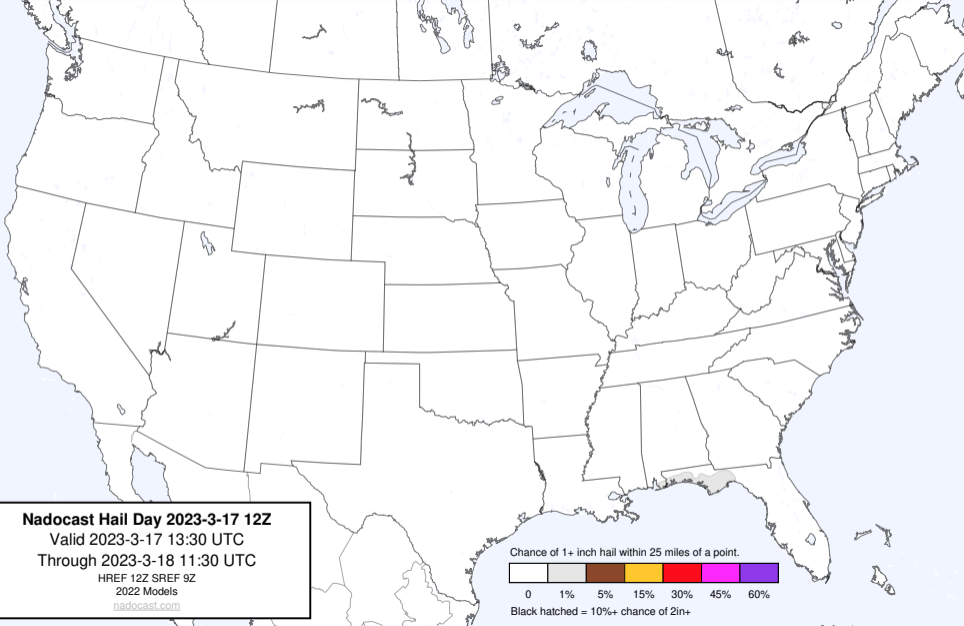 Nadocast Hail Day 2023-3-17 12Z
Valid 2023-3-17 13:30 UTC
Through 2023-3-18 11:30 UTC
HREF 12Z SREF 9Z
2022 Models
nadocast.com
Chance of 1+ inch hail within 25 miles of a point.
0 1% 5% 15% 30% 45% 60%
Black hatched = 10%+ chance of 2in+